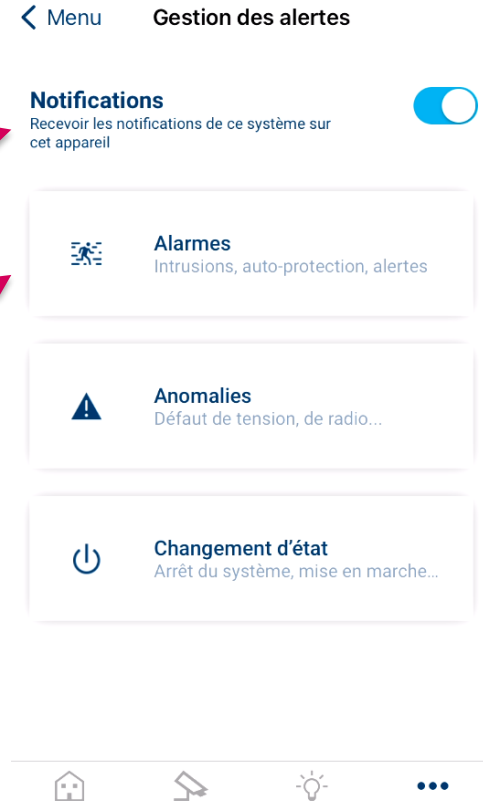 Menu Gestion des alertes
Notifications
Recevoir les notifications de ce système sur
cet appareil
Alarmes
Intrusions, auto-protection, alertes
Anomalies
Défaut de tension, de radio...
Changement d'état
Arrêt du système, mise en marche...